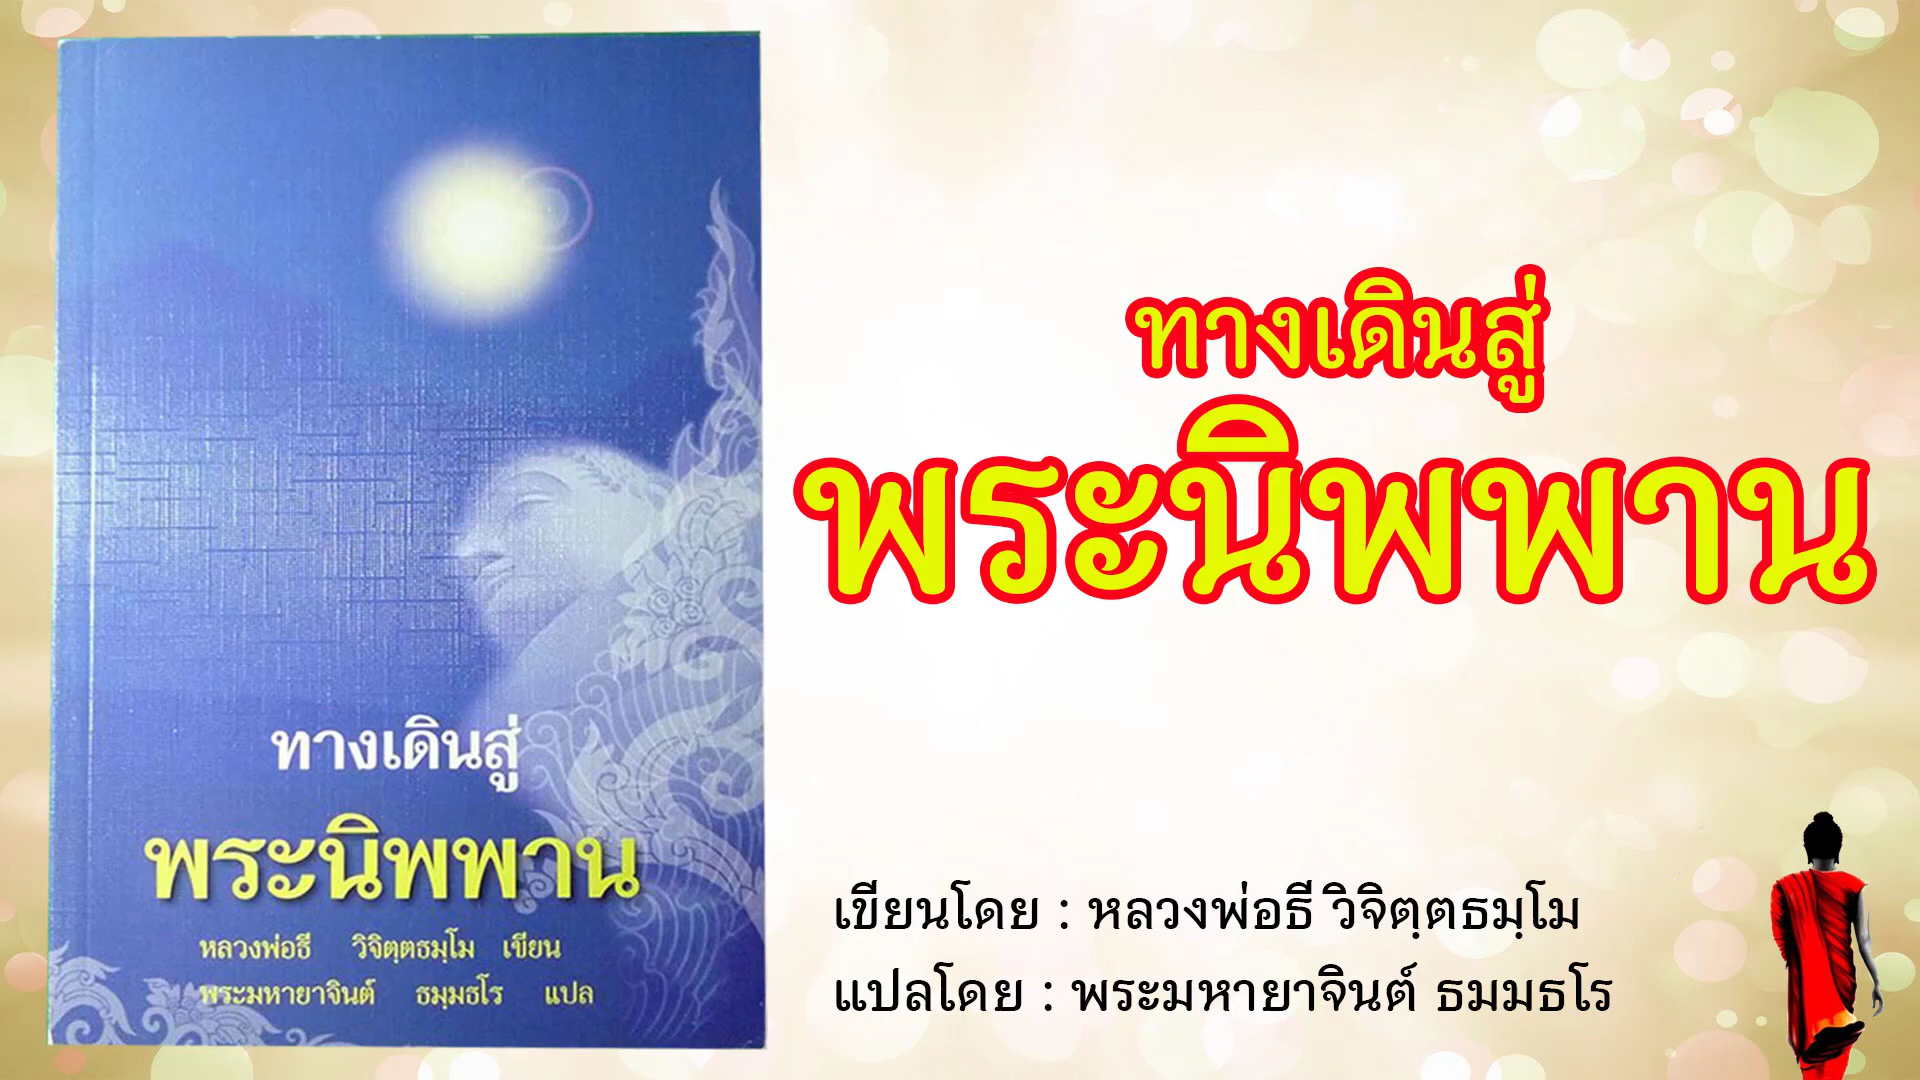 ทางเดินสู่
พระนิพพาน
หลวงพ่อธี วิจิตฺตธมฺโม เขียน
พระมหายาจินต์ ธมฺมธโร แปล
ทางเดินสู่
พระนิพพาน
เขียนโดย : หลวงพ่อธี วิจิตฺตธมฺโม
แปลโดย : พระมหายาจินต์ ธมมธโร